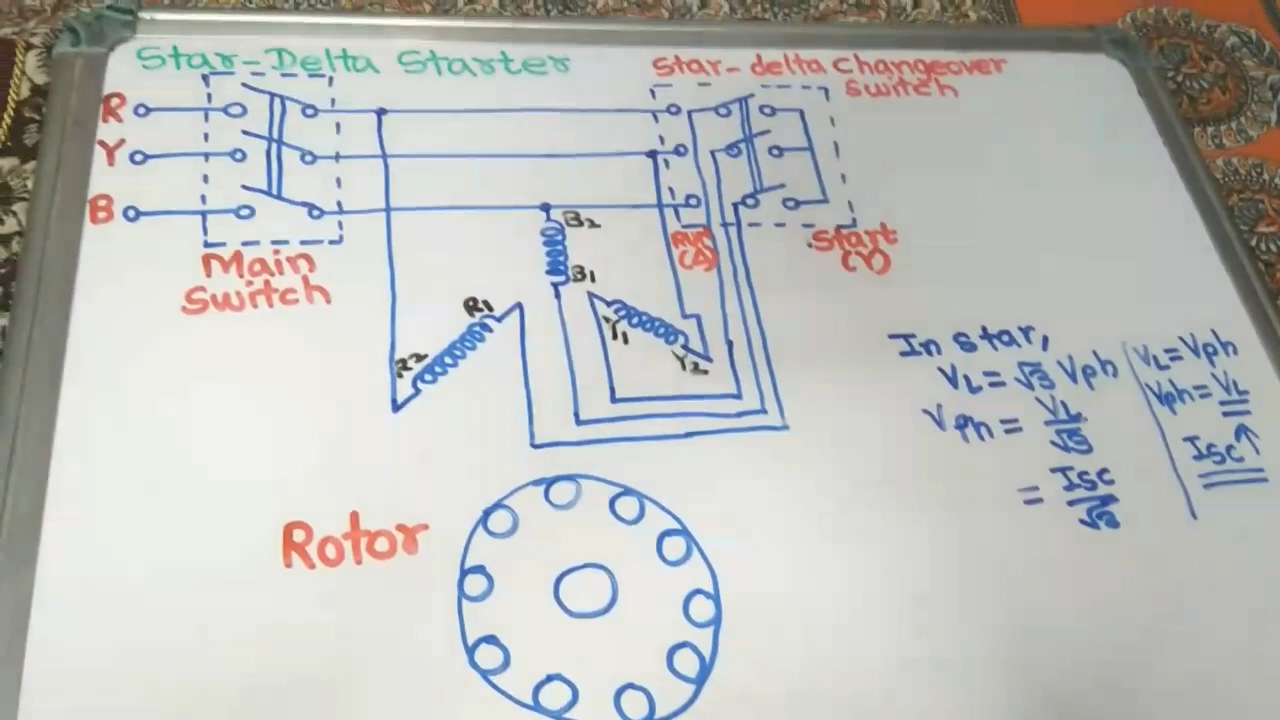 Star-Delta Starter
Star-delta Changeover
Switch
R
Y
B
Main
Switch
Start
(Y)
(Δ)
B2
B1
R1
R2
Y1
Y2
In star,
VL = √3 Vph
Vph = VL/√3
= Isc/√3
VL = Vph
Vph = VL
Isc↑
Rotor